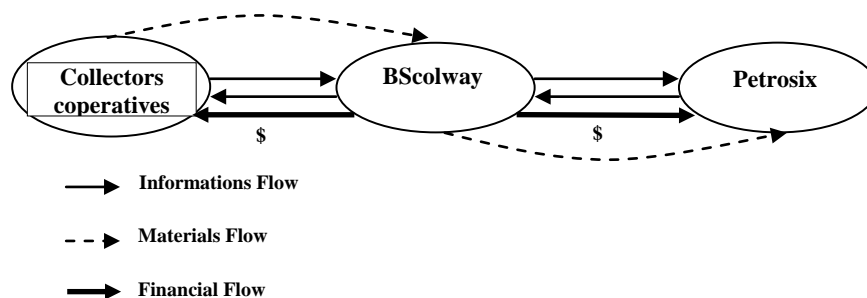 Collectors
coperatives
BScolway
Petrosix
$
$
Informations Flow
Materials Flow
Financial Flow